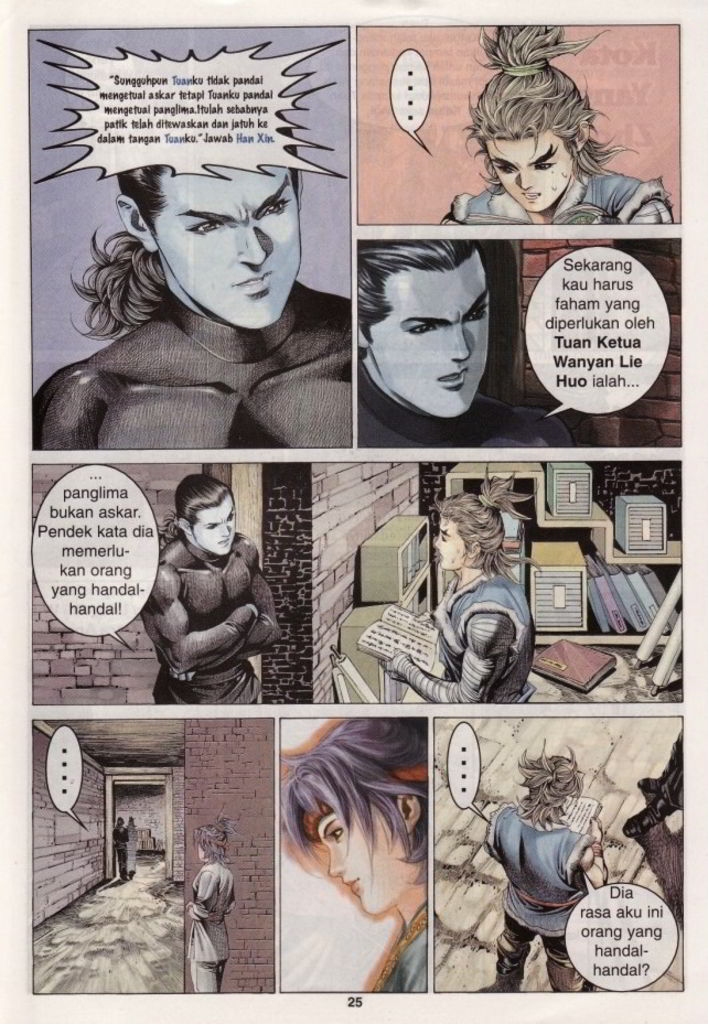 "Sungguhpun Tuanku tidak pandai
mengetuai askar tetapi Tuanku pandai
mengetuai panglima.Itulah sebabnya
patik telah ditewaskan dan jatuh ke
dalam tangan Tuanku."Jawab Han Xin.
....
Sekarang
kau harus
faham yang
diperlukan oleh
Tuan Ketua
Wanyan Lie
Huo ialah...
...
panglima
bukan askar.
Pendek kata dia
memerlu-
kan orang
yang handal-
handal!
....
....
Dia
rasa aku ini
orang yang
handal-
handal?
25